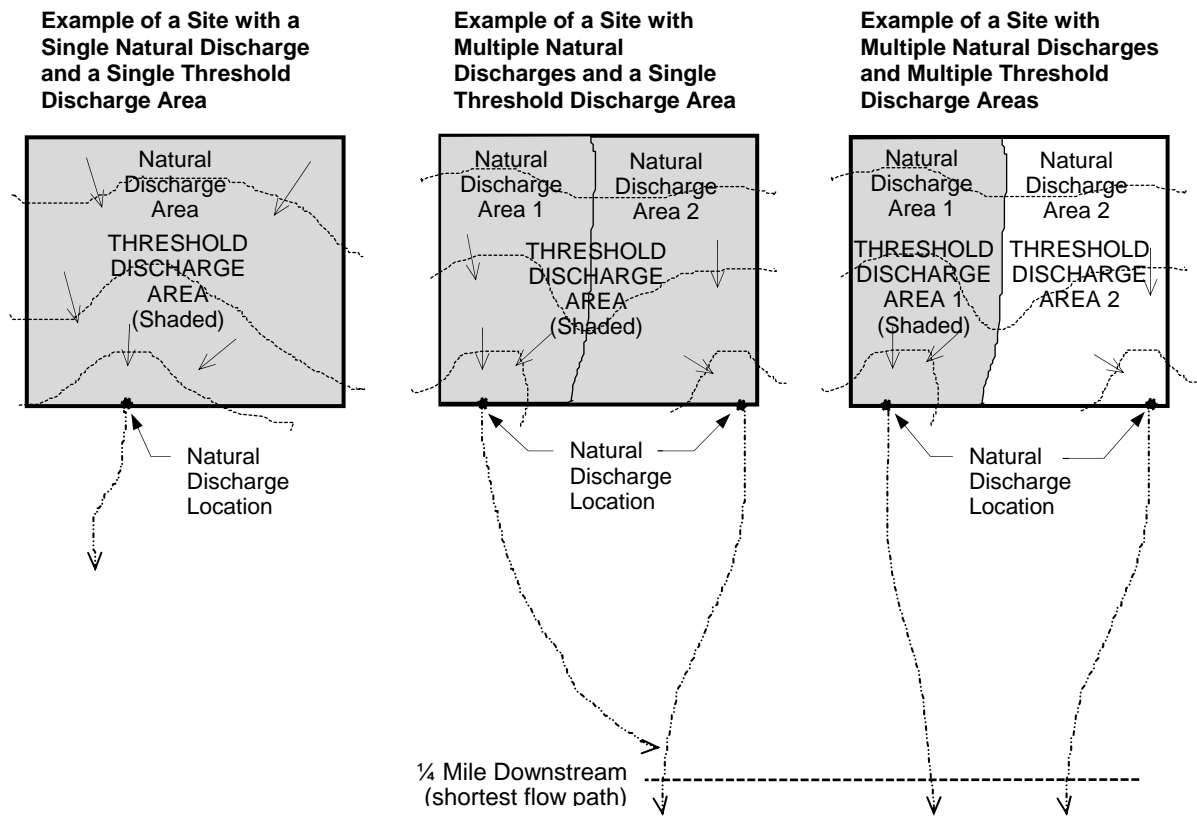 Example of a Site with a
Single Natural Discharge
and a Single Threshold
Discharge Area
Natural
Discharge
Area
THRESHOLD
DISCHARGE
AREA
(Shaded)
Natural
Discharge
Location
Example of a Site with
Multiple Natural
Discharges and a Single
Threshold Discharge Area
Natural
Discharge
Area 1
Natural
Discharge
Area 2
THRESHOLD
DISCHARGE
AREA
(Shaded)
Natural
Discharge
Location
Example of a Site with
Multiple Natural Discharges
and Multiple Threshold
Discharge Areas
Natural
Discharge
Area 1
Natural
Discharge
Area 2
THRESHOLD
DISCHARGE
AREA 1
(Shaded)
THRESHOLD
DISCHARGE
AREA 2
Natural
Discharge
Location
¼ Mile Downstream
(shortest flow path)